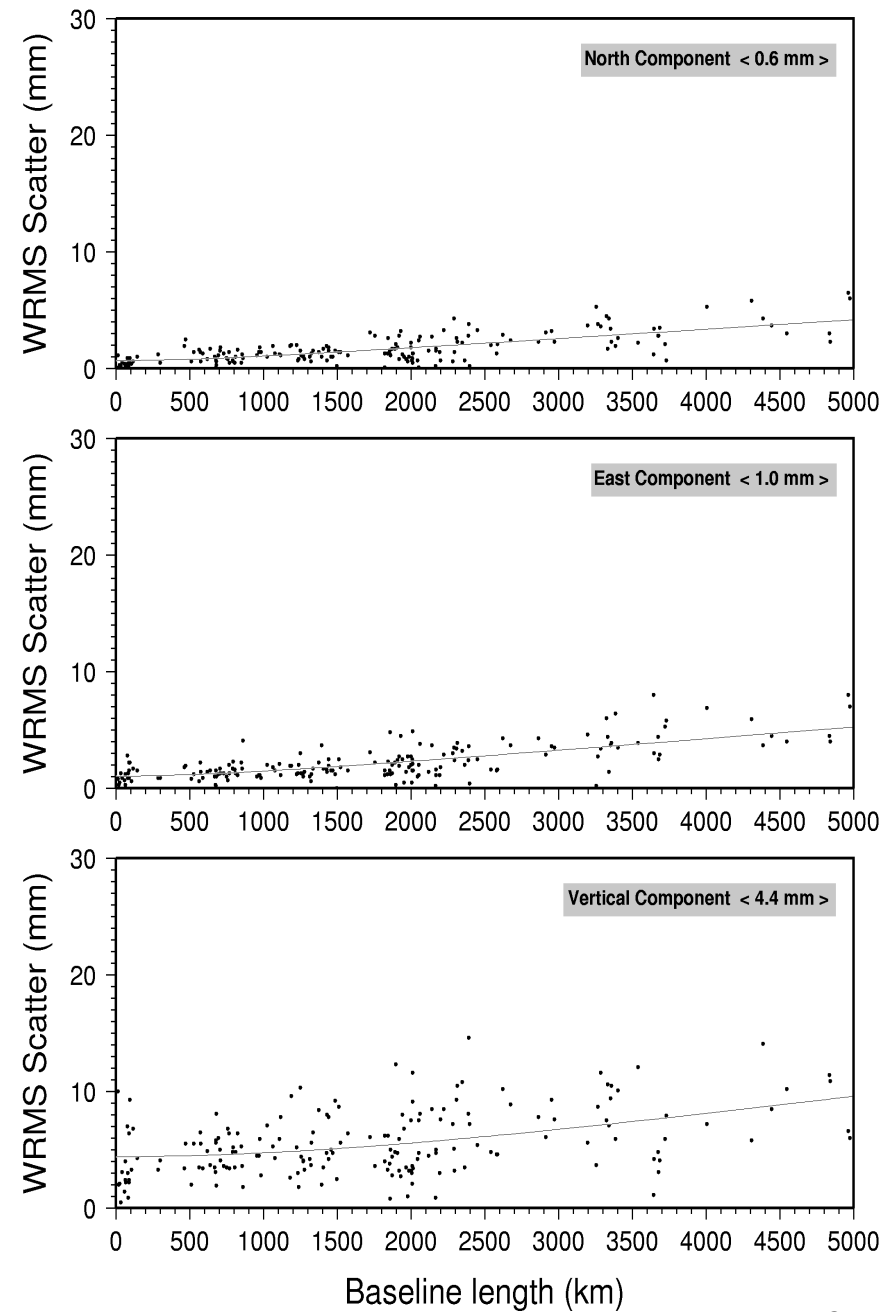 WRMS Scatter (mm)
30
20
10
0
North Component < 0.6 mm >
0 500 1000 1500 2000 2500 3000 3500 4000 4500 5000
WRMS Scatter (mm)
30
20
10
0
East Component < 1.0 mm >
0 500 1000 1500 2000 2500 3000 3500 4000 4500 5000
WRMS Scatter (mm)
30
20
10
0
Vertical Component < 4.4 mm >
0 500 1000 1500 2000 2500 3000 3500 4000 4500 5000
Baseline length (km)